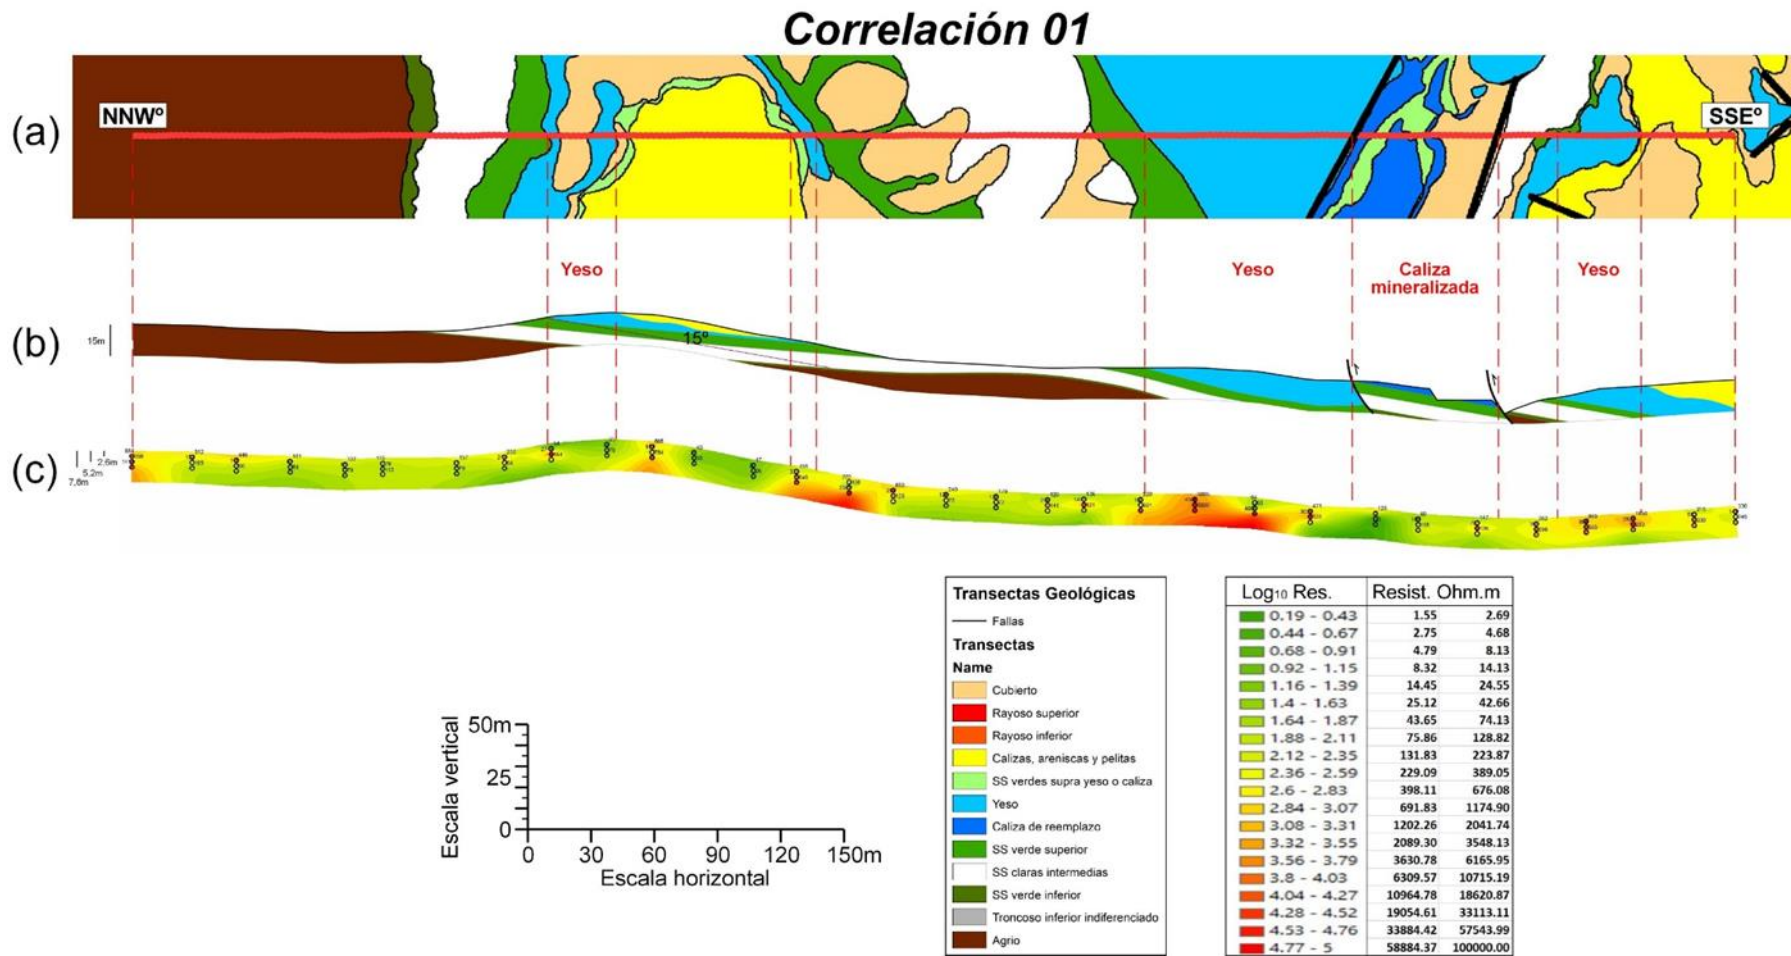 Correlación 01
(a)
NNWº
SSEº
Yeso
Yeso
Caliza
mineralizada
Yeso
(b)
15m
15º
(c)
2.6m
5.2m
7.8m
Escala vertical
50m
25
0
0 30 60 90 120 150m
Escala horizontal
Transectas Geológicas
Fallas
Transectas
Name
Cubierto
Rayoso superior
Rayoso inferior
Calizas, areniscas y pelitas
SS verdes supra yeso o caliza
Yeso
Caliza de reemplazo
SS verde superior
SS claras intermedias
SS verde inferior
Troncoso inferior indiferenciado
Agrio
Log₁₀ Res. Resist. Ohm.m
0.19 - 0.43 1.55 2.69
0.44 - 0.67 2.75 4.68
0.68 - 0.91 4.79 8.13
0.92 - 1.15 8.32 14.13
1.16 - 1.39 14.45 24.55
1.4 - 1.63 25.12 42.66
1.64 - 1.87 43.65 74.13
1.88 - 2.11 75.86 128.82
2.12 - 2.35 131.83 223.87
2.36 - 2.59 229.09 389.05
2.6 - 2.83 398.11 676.08
2.84 - 3.07 691.83 1174.90
3.08 - 3.31 1202.26 2041.74
3.32 - 3.55 2089.30 3548.13
3.56 - 3.79 3630.78 6165.95
3.8 - 4.03 6309.57 10715.19
4.04 - 4.27 10964.78 18620.87
4.28 - 4.52 19054.61 33113.11
4.53 - 4.76 33884.42 57543.99
4.77 - 5 58884.37 100000.00